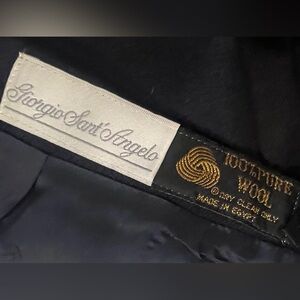 Giorgio Sant'Angelo
100% PURE
WOOL
DRY CLEAN ONLY
MADE IN EGYPT